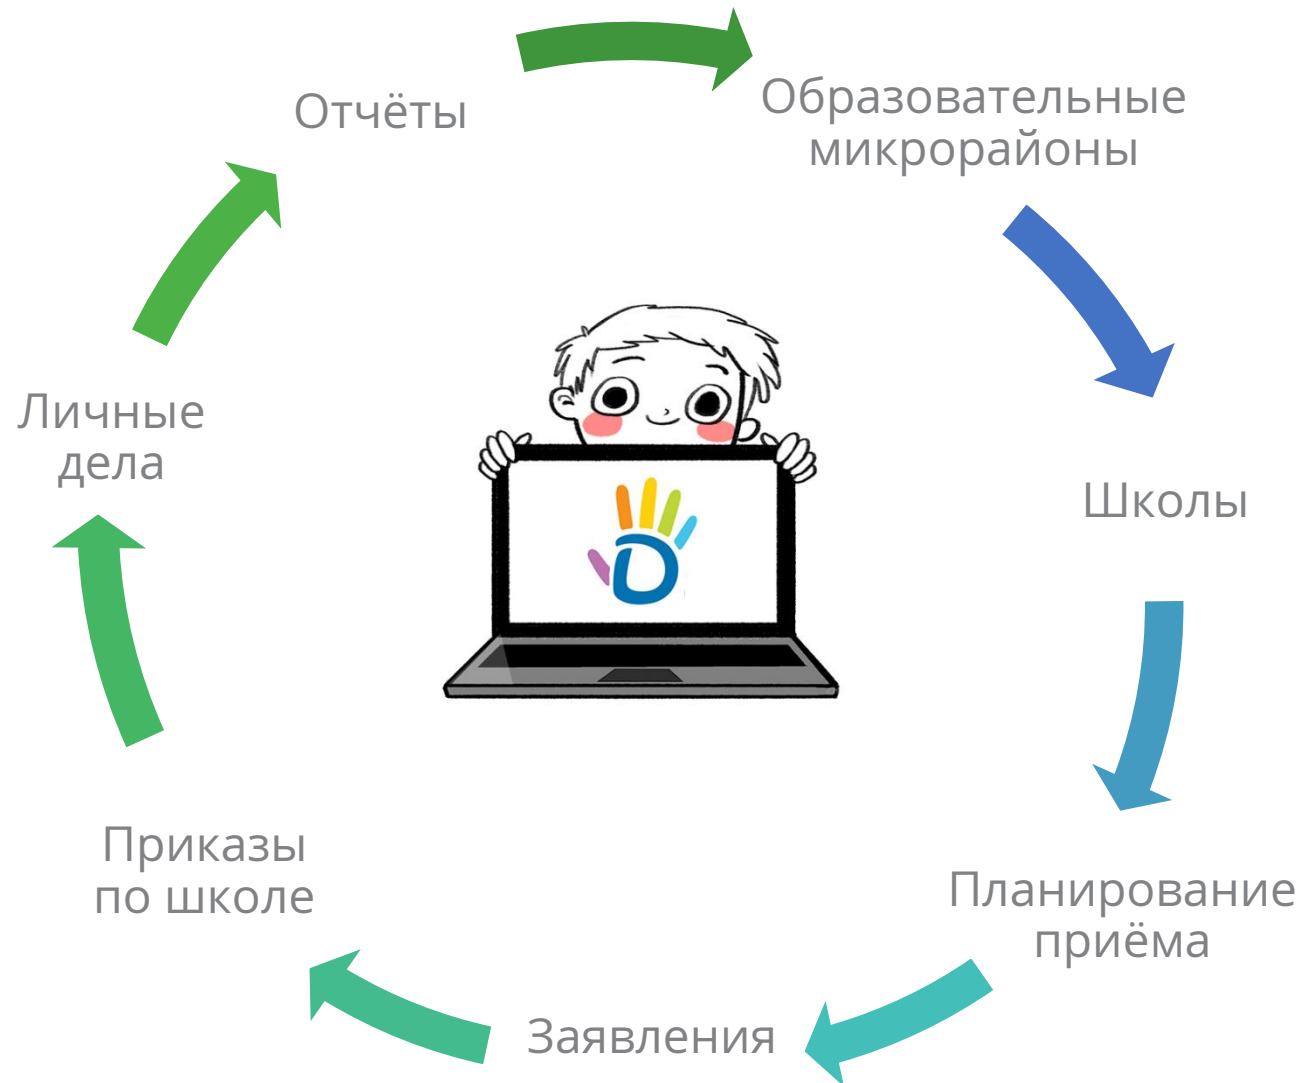 Отчёты
Образовательные
микрорайоны
Школы
Планирование
приёма
Заявления
Приказы
по школе
Личные
дела
D